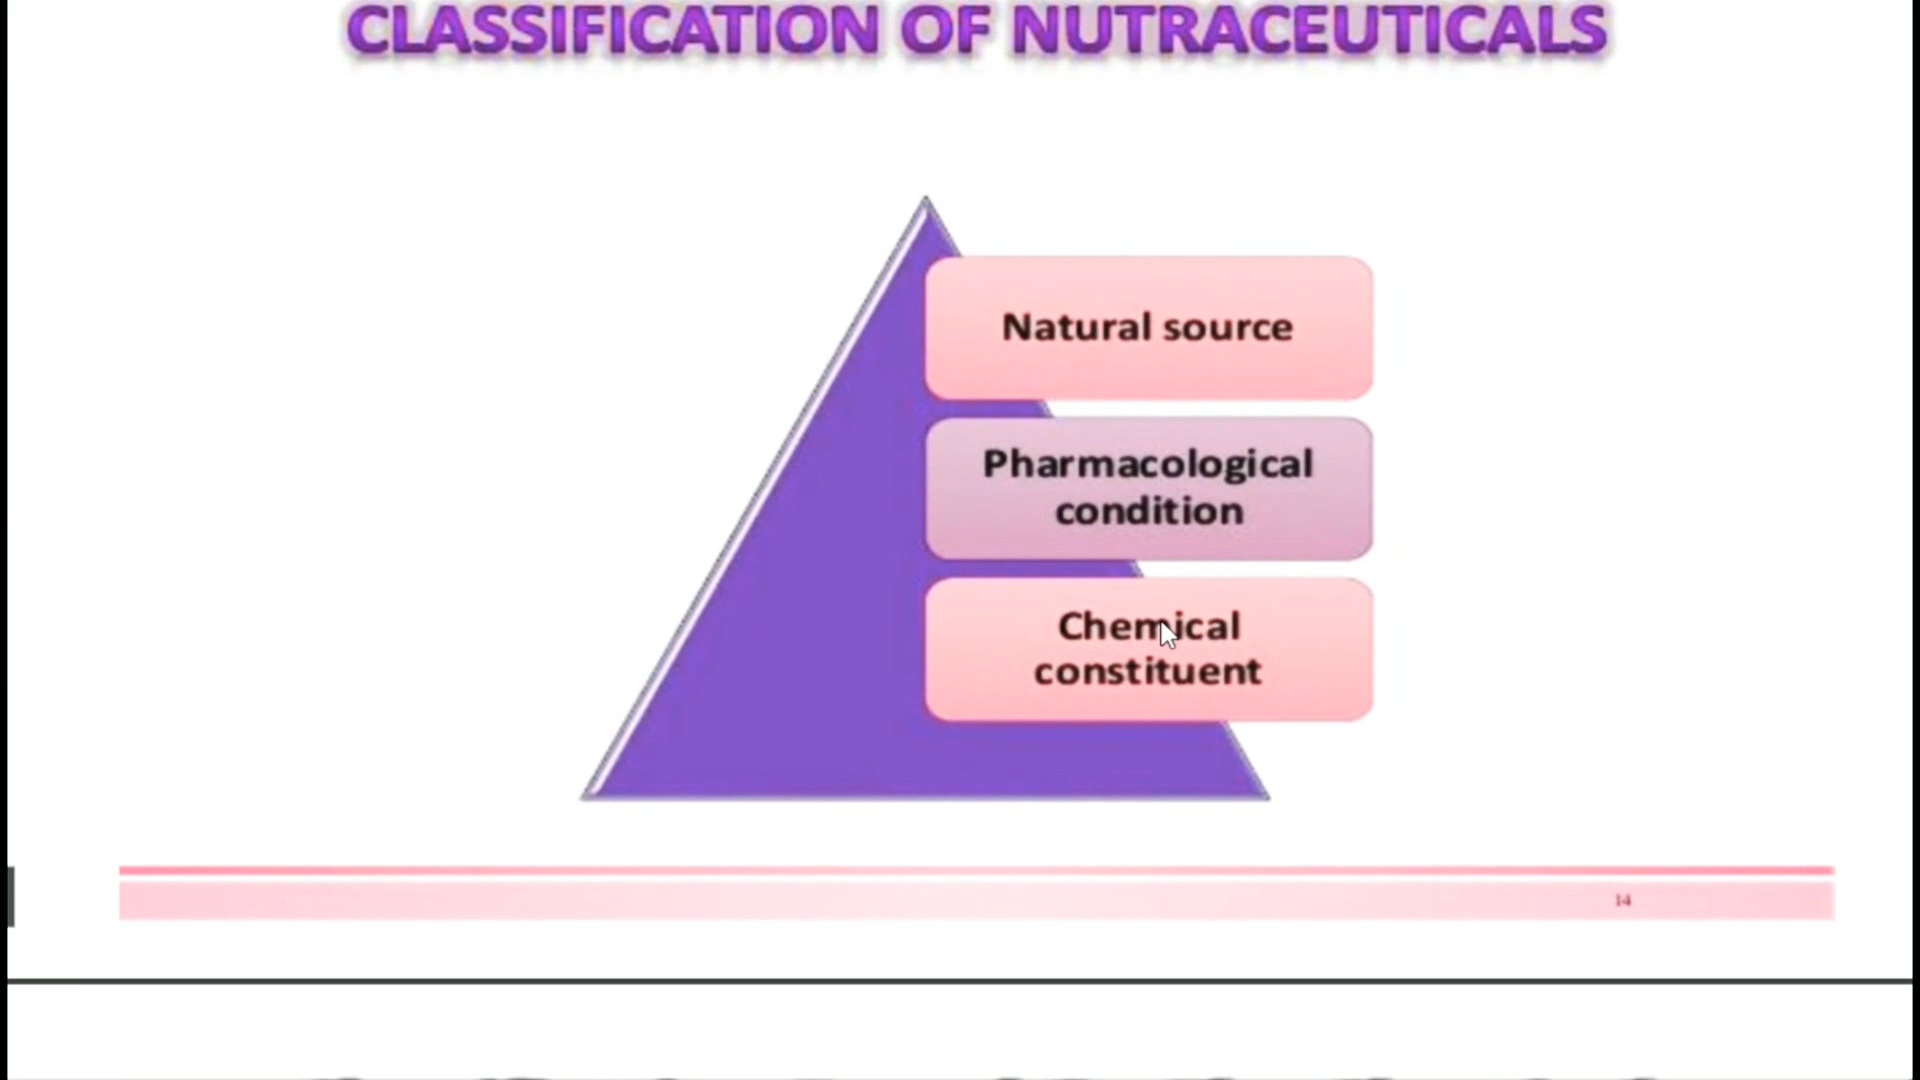 CLASSIFICATION OF NUTRACEUTICALS
Natural source
Pharmacological
condition
Chemical
constituent
14